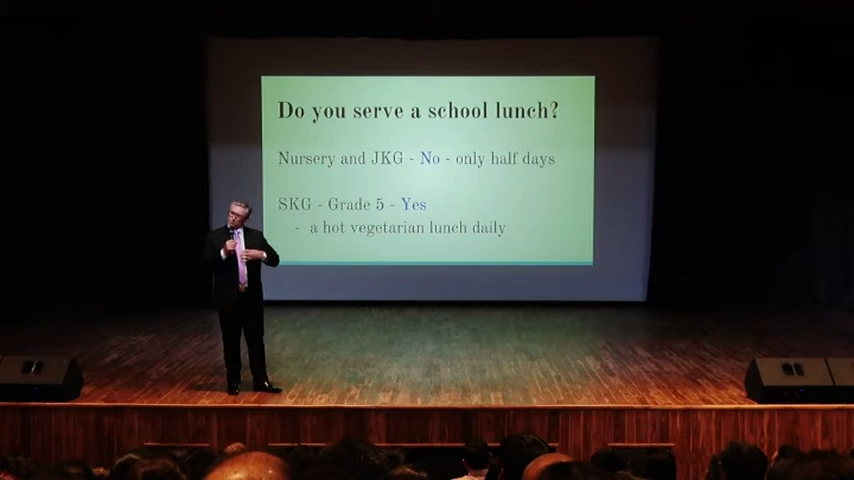 Do you serve a school lunch?
Nursery and JKG - No - only half days
SKG - Grade 5 - Yes
- a hot vegetarian lunch daily